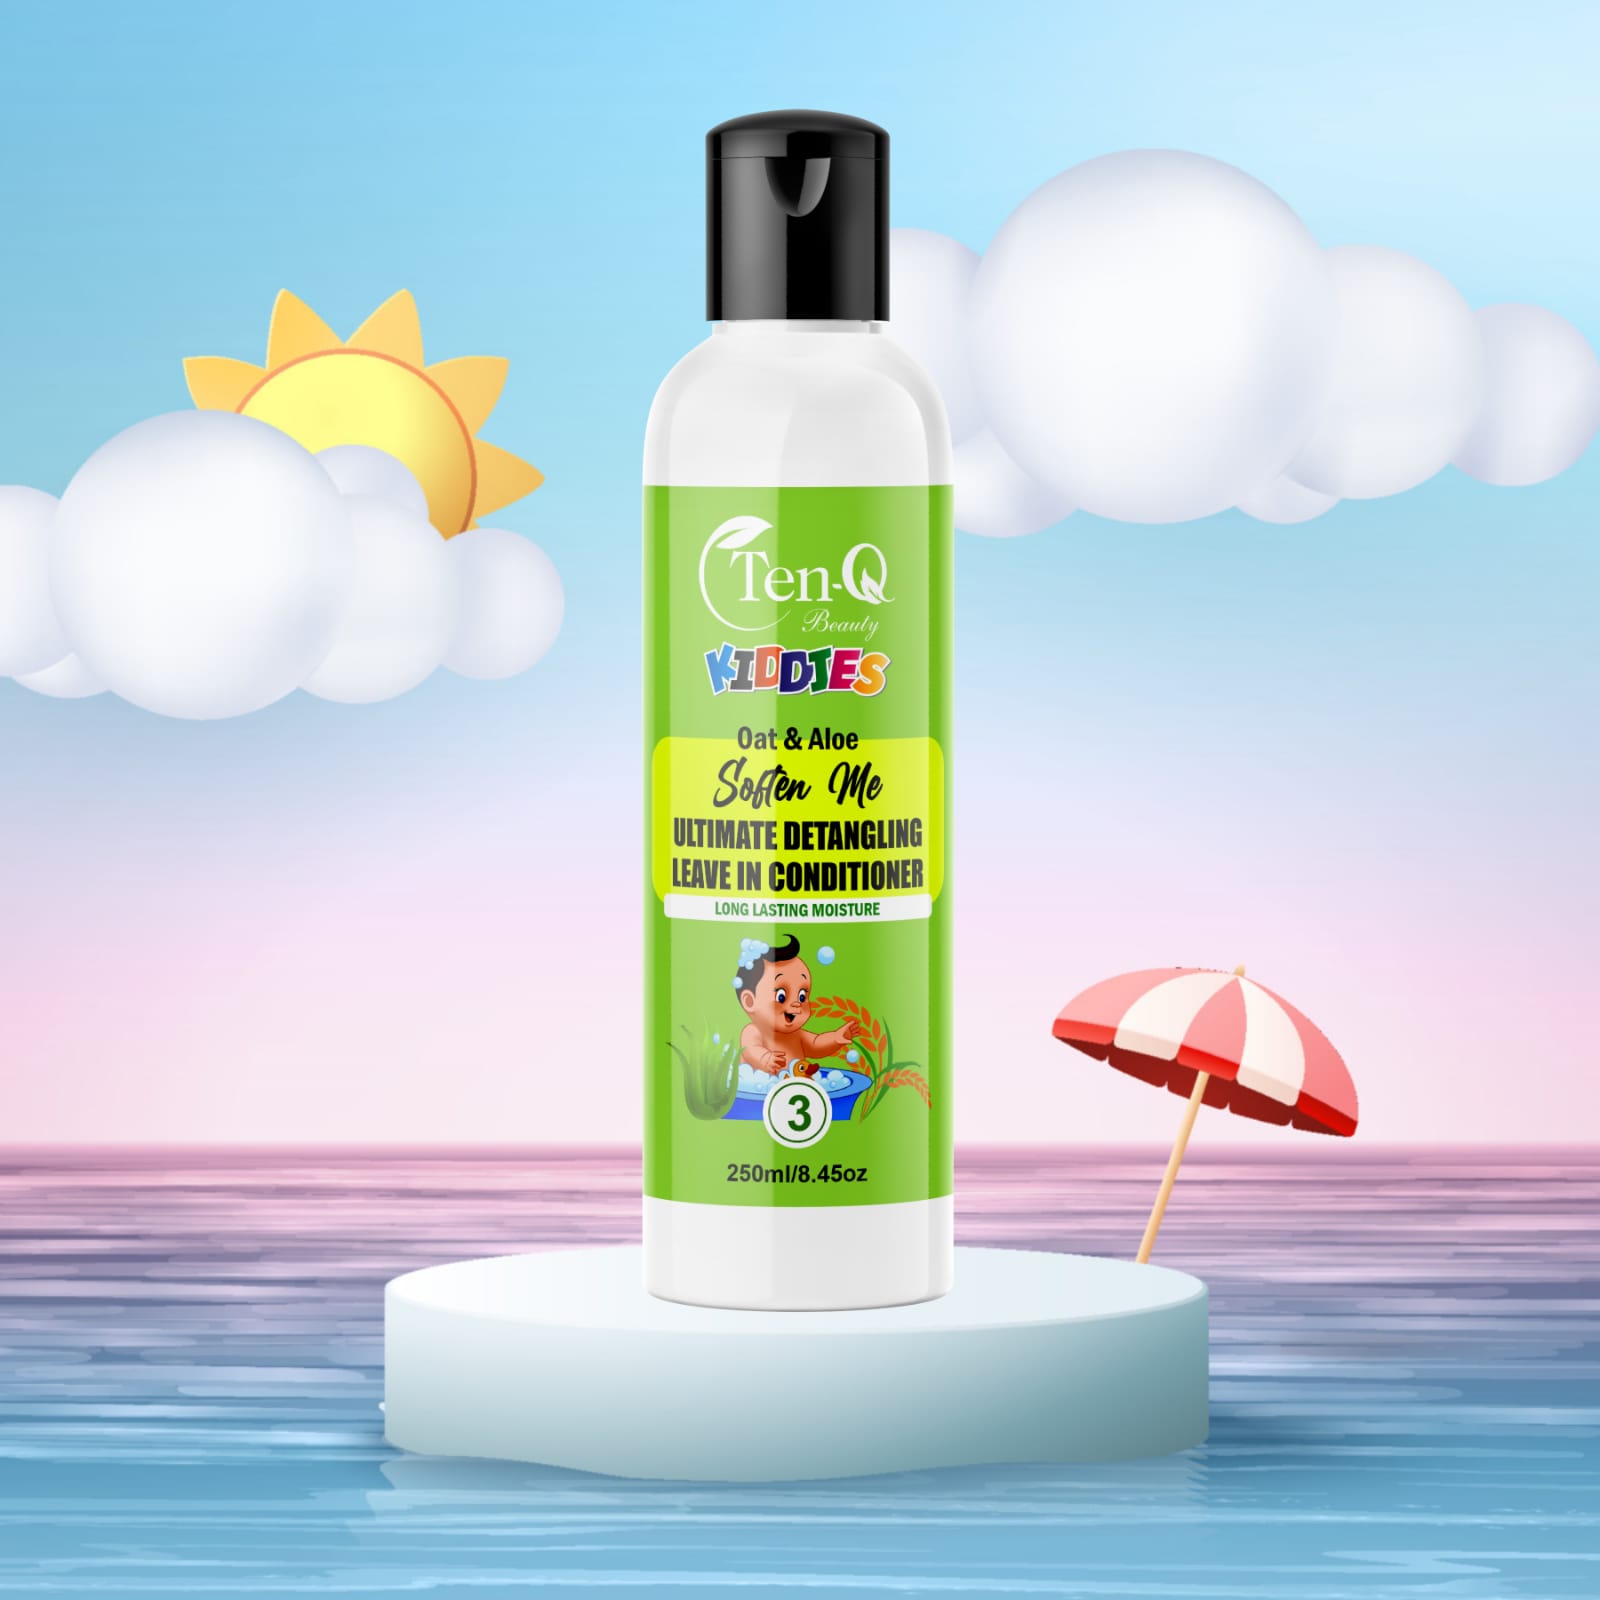 Ten-Q
Beauty
KIDDIES
Oat & Aloe
Soften Me
ULTIMATE DETANGLING
LEAVE IN CONDITIONER
LONG LASTING MOISTURE
3
250ml/8.45oz